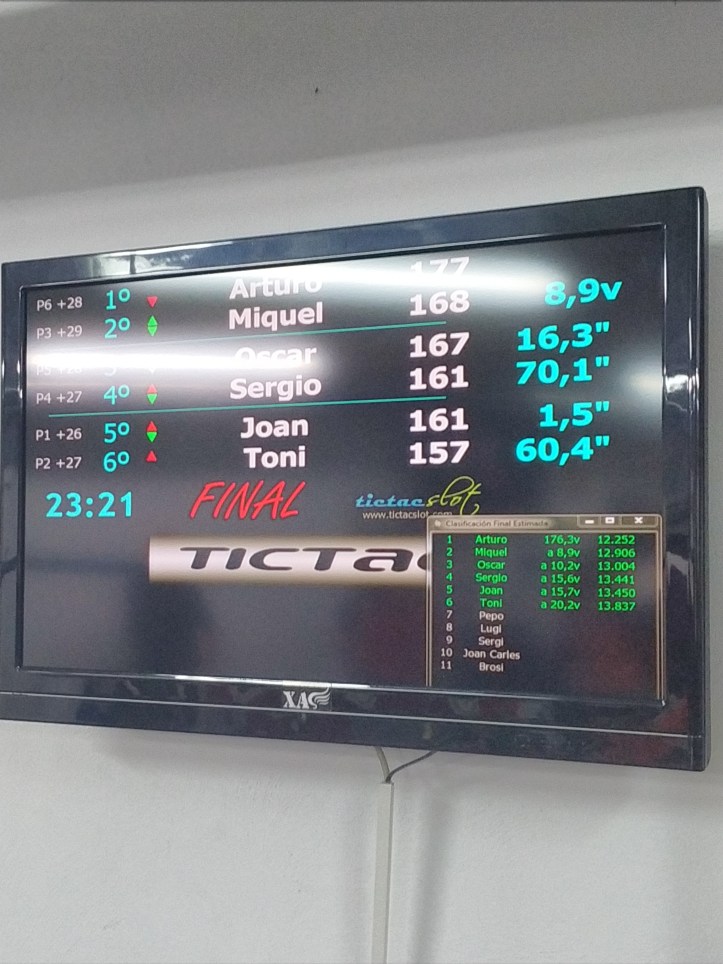 P6 +28 1º Arturo 177
P3 +29 2º Miquel 168 8,9v
Oscar 167 16,3"
P4 +27 4º Sergio 161 70,1"
P1 +26 5º Joan 161 1,5"
P2 +27 6º Toni 157 60,4"
23:21 FINAL tictacslot
www.tictacslot.com
TICTAC
Clasificación Final Estimada
1 Arturo 176,3v 12.252
2 Miquel a 8,9v 12.906
3 Oscar a 10,2v 13.004
4 Sergio a 15,6v 13.441
5 Joan a 15,7v 13.450
6 Toni a 20,2v 13.837
7 Pepo
8 Lugi
9 Sergi
10 Joan Carles
11 Brosi
XAS